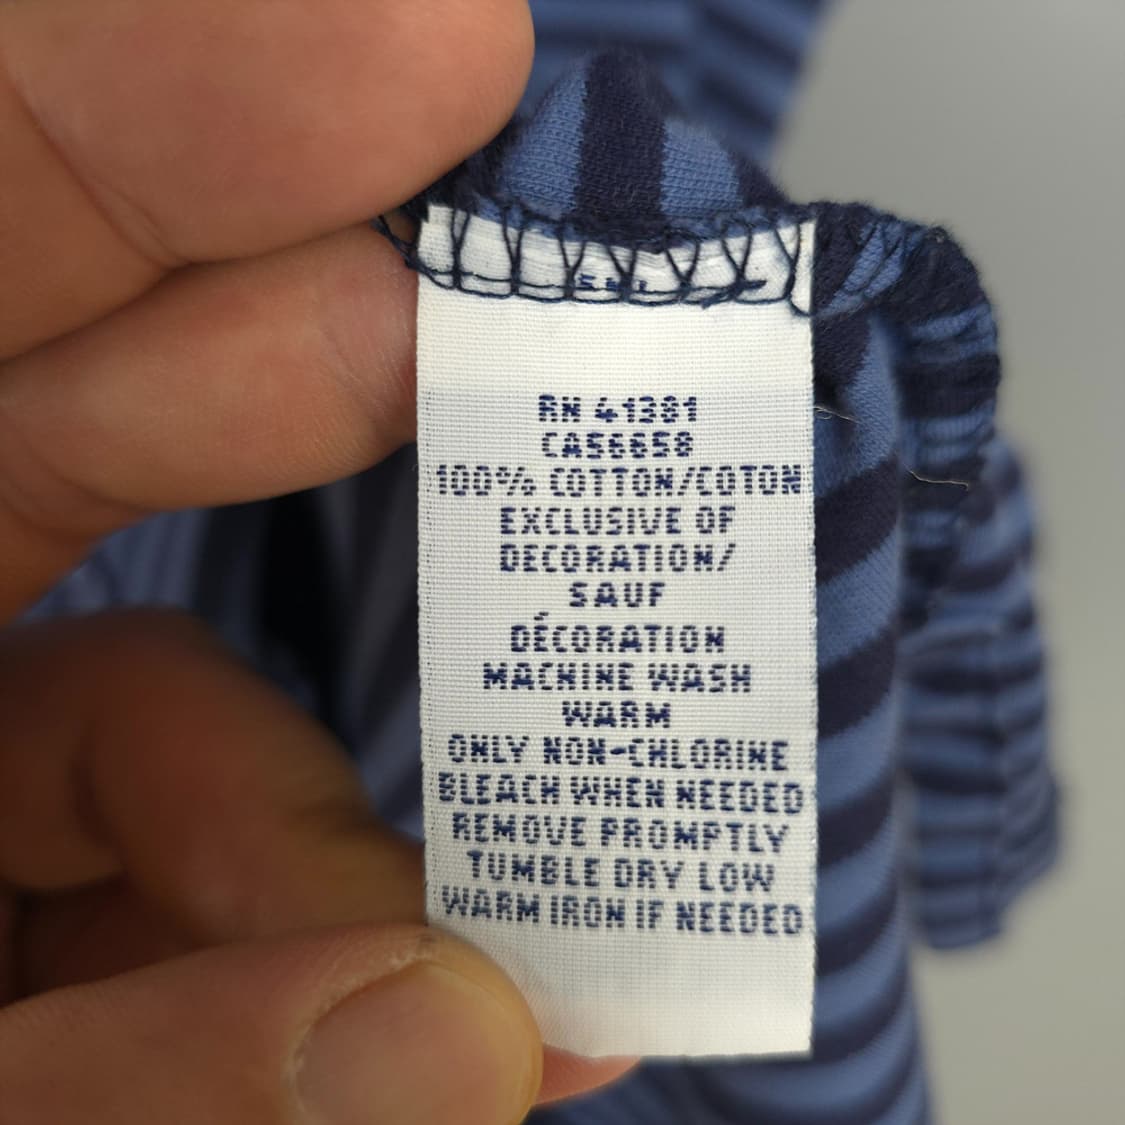 RN 41381
CA56658
100% COTTON/COTON
EXCLUSIVE OF
DECORATION/
SAUF
DÉCORATION
MACHINE WASH
WARM
ONLY NON-CHLORINE
BLEACH WHEN NEEDED
REMOVE PROMPTLY
TUMBLE DRY LOW
WARM IRON IF NEEDED